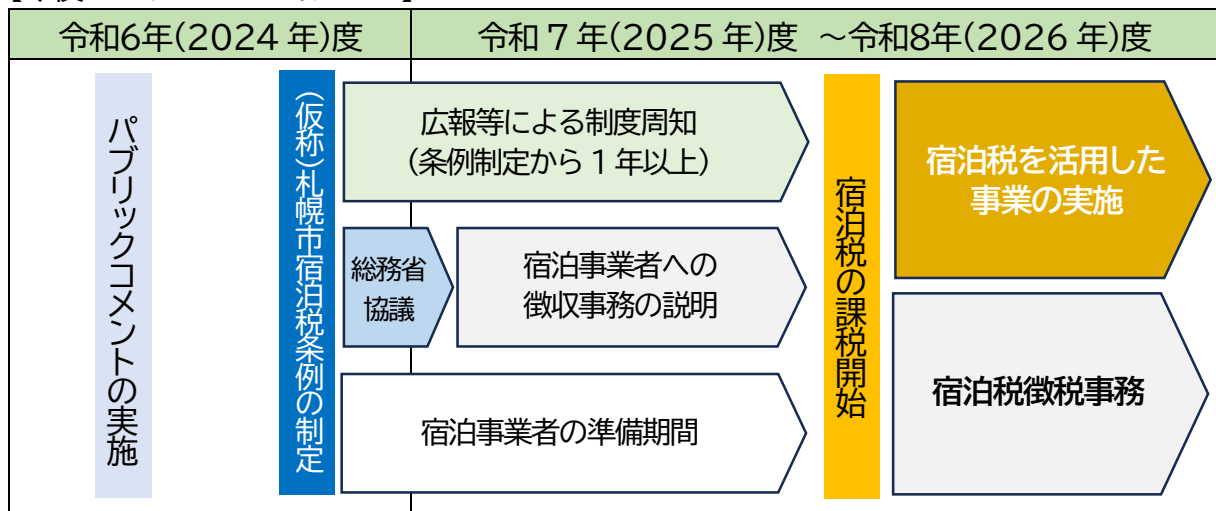 令和6年(2024 年)度
令和 7 年(2025 年)度 ～令和8年(2026 年)度
パブリックコメントの実施
（仮称）札幌市宿泊税条例の制定
広報等による制度周知
（条例制定から 1 年以上）
総務省
協議
宿泊事業者への
徴収事務の説明
宿泊事業者の準備期間
宿泊税の課税開始
宿泊税を活用した
事業の実施
宿泊税徴税事務